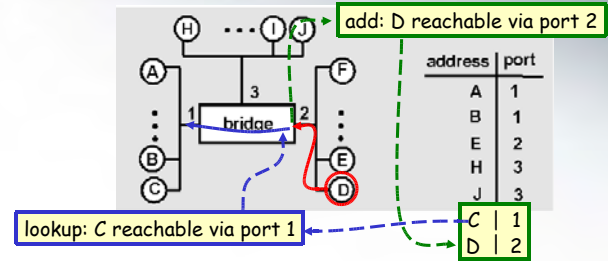 add: D reachable via port 2
H ••• I J
A
F
address port
3
1
2
bridge
A 1
B 1
E 2
H 3
J 3
B
E
C
D
C 1
D 2
lookup: C reachable via port 1